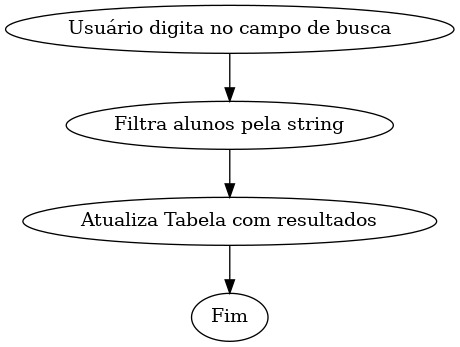 Usuário digita no campo de busca
Filtra alunos pela string
Atualiza Tabela com resultados
Fim